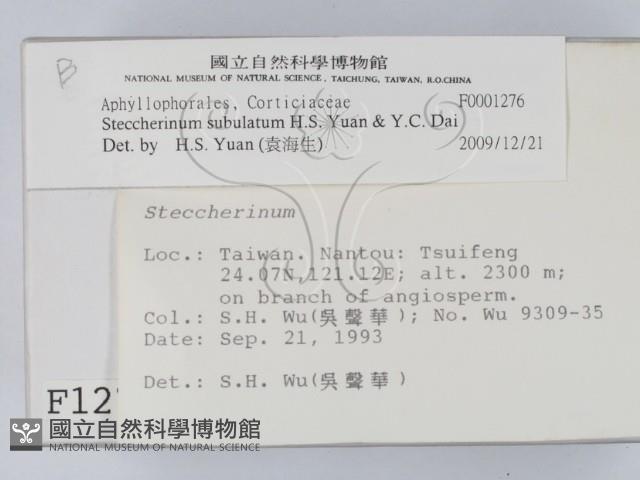 B
國立自然科學博物館
NATIONAL MUSEUM OF NATURAL SCIENCE, TAICHUNG, TAIWAN, R.O.CHINA
Aphyllophorales, Corticiaceae F0001276
Steccherinum subulatum H.S. Yuan & Y.C. Dai
Det. by H.S. Yuan (袁海生) 2009/12/21
Steccherinum
Loc.: Taiwan. Nantou: Tsuifeng
24.07N,121.12E; alt. 2300 m;
on branch of angiosperm.
Col.: S.H. Wu(吳聲華); No. Wu 9309-35
Date: Sep. 21, 1993
Det.: S.H. Wu(吳聲華)
F12
國立自然科學博物館
NATIONAL MUSEUM OF NATURAL SCIENCE